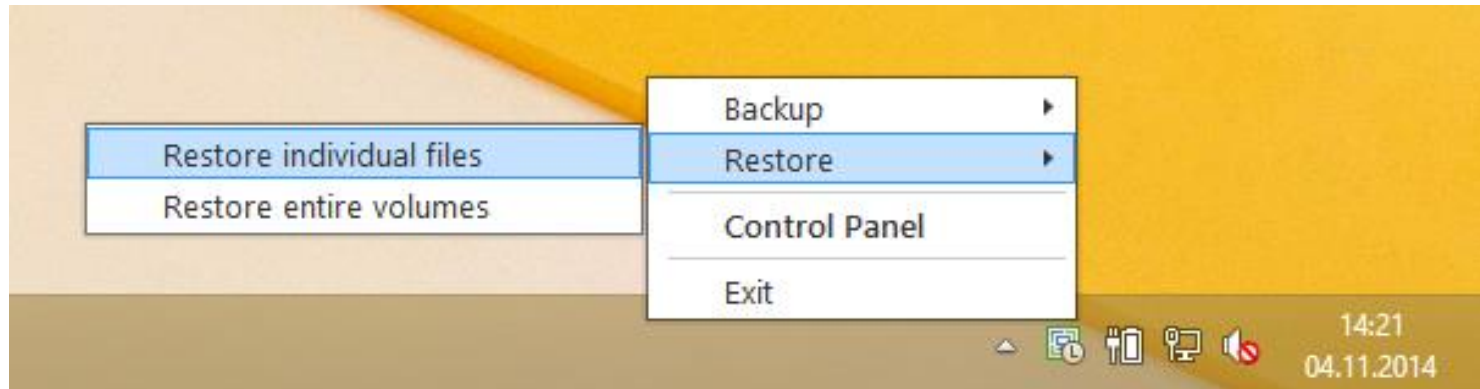 Backup
Restore individual files
Restore
Restore entire volumes
Control Panel
Exit
14:21
04.11.2014